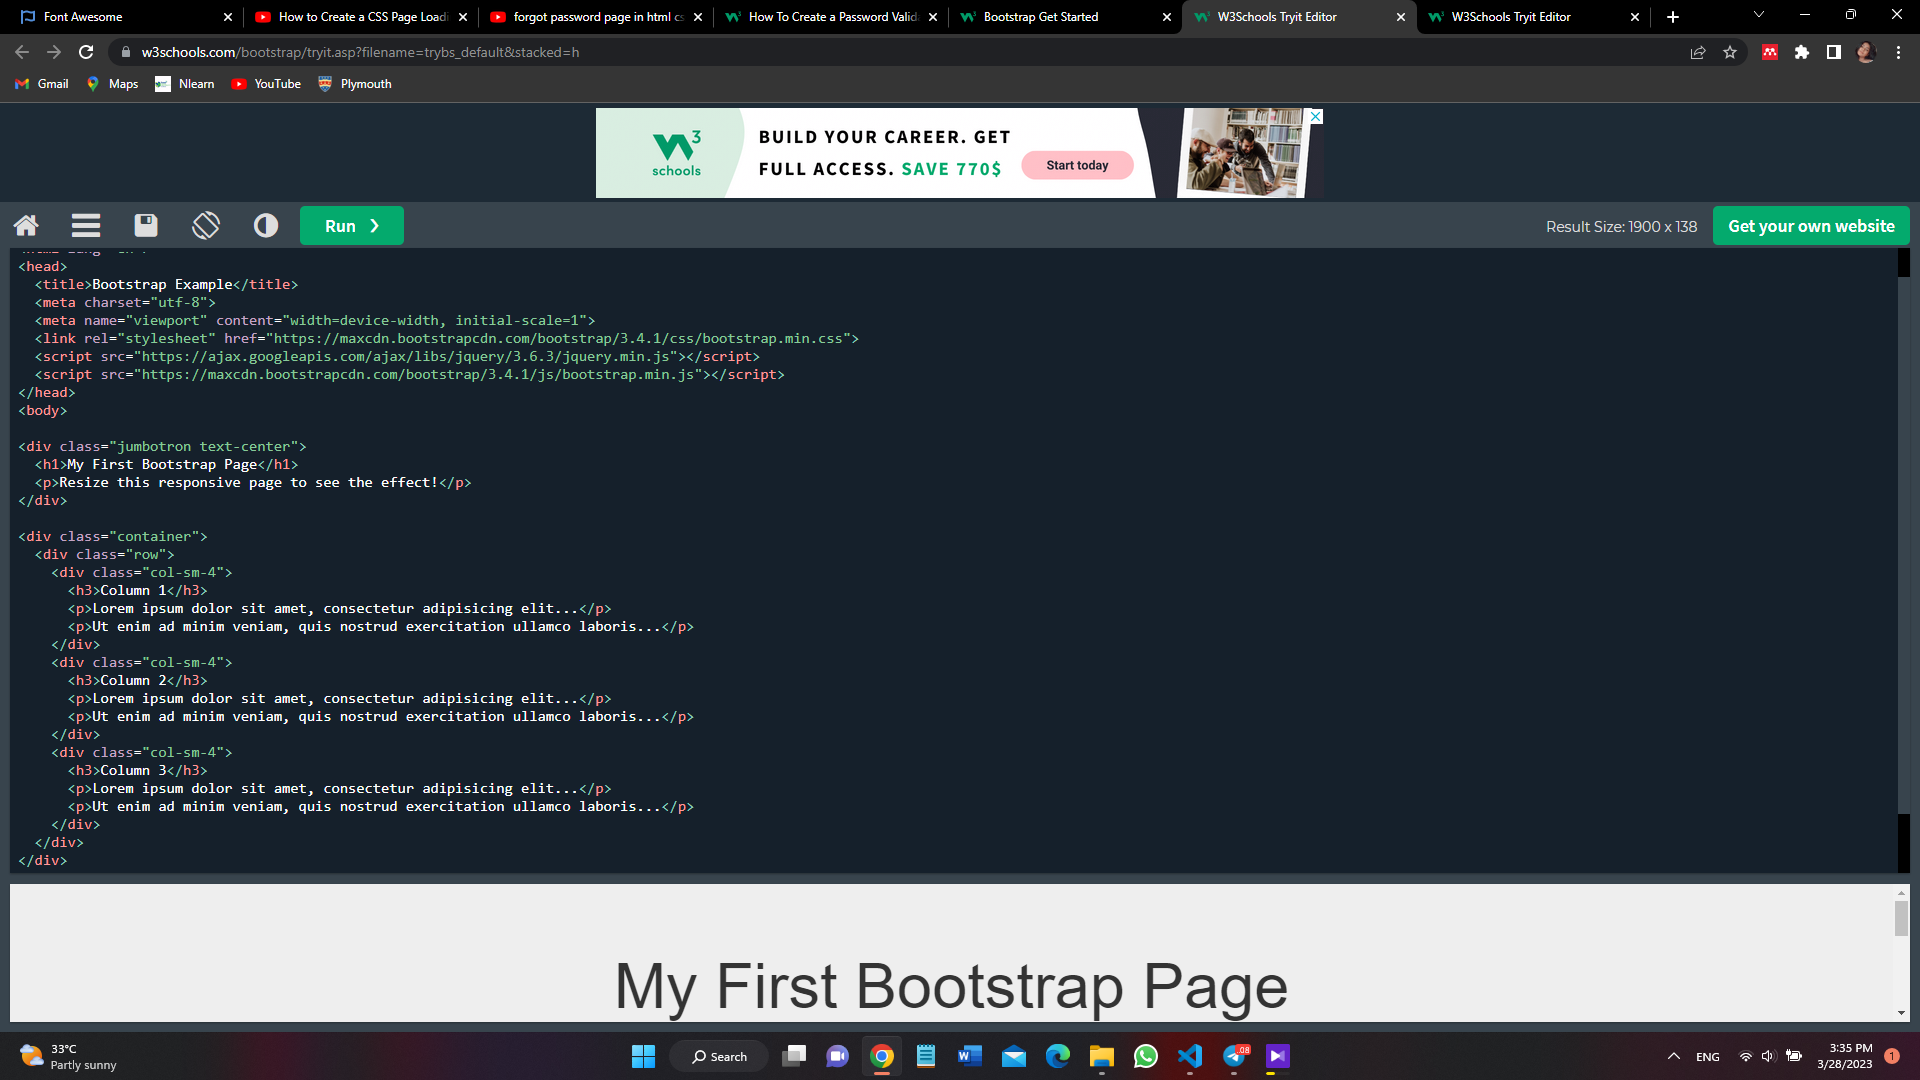 Font Awesome
How to Create a CSS Page Loadi
forgot password page in html cs
How To Create a Password Valid
Bootstrap Get Started
W3Schools Tryit Editor
W3Schools Tryit Editor
w3schools.com/bootstrap/tryit.asp?filename=trybs_default&stacked=h
Gmail
Maps
Nlearn
YouTube
Plymouth
3
schools
BUILD YOUR CAREER. GET
FULL ACCESS. SAVE 770$
Start today
Run ❯
Result Size: 1900 x 138
Get your own website
<head>
  <title>Bootstrap Example</title>
  <meta charset="utf-8">
  <meta name="viewport" content="width=device-width, initial-scale=1">
  <link rel="stylesheet" href="https://maxcdn.bootstrapcdn.com/bootstrap/3.4.1/css/bootstrap.min.css">
  <script src="https://ajax.googleapis.com/ajax/libs/jquery/3.6.3/jquery.min.js"></script>
  <script src="https://maxcdn.bootstrapcdn.com/bootstrap/3.4.1/js/bootstrap.min.js"></script>
</head>
<body>
<div class="jumbotron text-center">
  <h1>My First Bootstrap Page</h1>
  <p>Resize this responsive page to see the effect!</p>
</div>
<div class="container">
  <div class="row">
    <div class="col-sm-4">
      <h3>Column 1</h3>
      <p>Lorem ipsum dolor sit amet, consectetur adipisicing elit...</p>
      <p>Ut enim ad minim veniam, quis nostrud exercitation ullamco laboris...</p>
    </div>
    <div class="col-sm-4">
      <h3>Column 2</h3>
      <p>Lorem ipsum dolor sit amet, consectetur adipisicing elit...</p>
      <p>Ut enim ad minim veniam, quis nostrud exercitation ullamco laboris...</p>
    </div>
    <div class="col-sm-4">
      <h3>Column 3</h3>
      <p>Lorem ipsum dolor sit amet, consectetur adipisicing elit...</p>
      <p>Ut enim ad minim veniam, quis nostrud exercitation ullamco laboris...</p>
    </div>
  </div>
</div>
My First Bootstrap Page
33°C
Partly sunny
Search
08
ENG
3:35 PM
3/28/2023
1